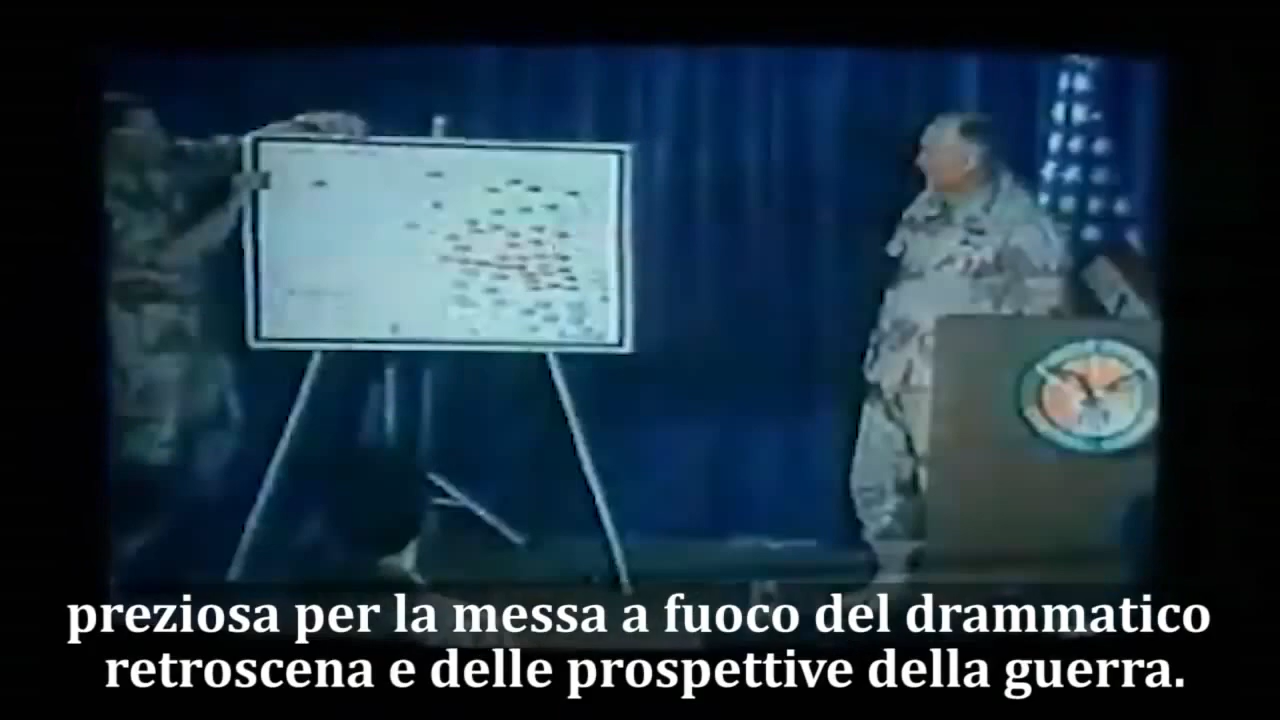 preziosa per la messa a fuoco del drammatico
retroscena e delle prospettive della guerra.